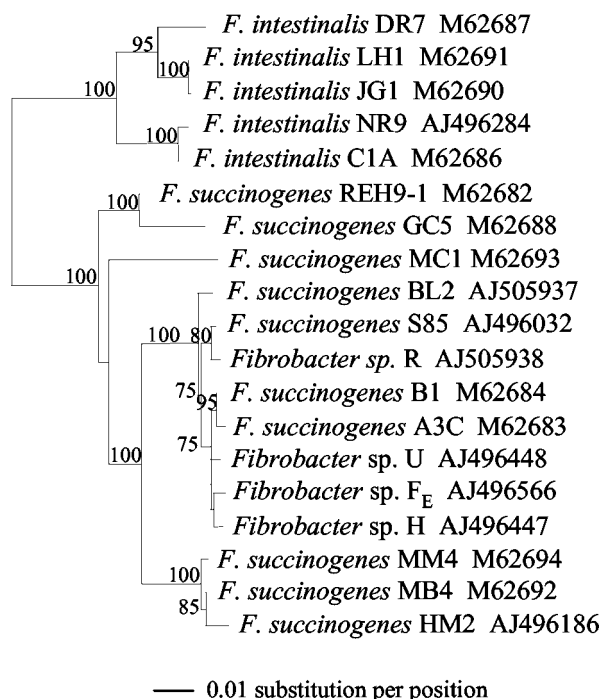 95 F. intestinalis DR7 M62687
F. intestinalis LH1 M62691
100
100 F. intestinalis JG1 M62690
100 F. intestinalis NR9 AJ496284
F. intestinalis C1A M62686
100 F. succinogenes REH9-1 M62682
F. succinogenes GC5 M62688
100 F. succinogenes MC1 M62693
F. succinogenes BL2 AJ505937
100 80 F. succinogenes S85 AJ496032
Fibrobacter sp. R AJ505938
75 F. succinogenes B1 M62684
95
F. succinogenes A3C M62683
75
100 Fibrobacter sp. U AJ496448
Fibrobacter sp. FE AJ496566
Fibrobacter sp. H AJ496447
F. succinogenes MM4 M62694
100
F. succinogenes MB4 M62692
85
F. succinogenes HM2 AJ496186
0.01 substitution per position